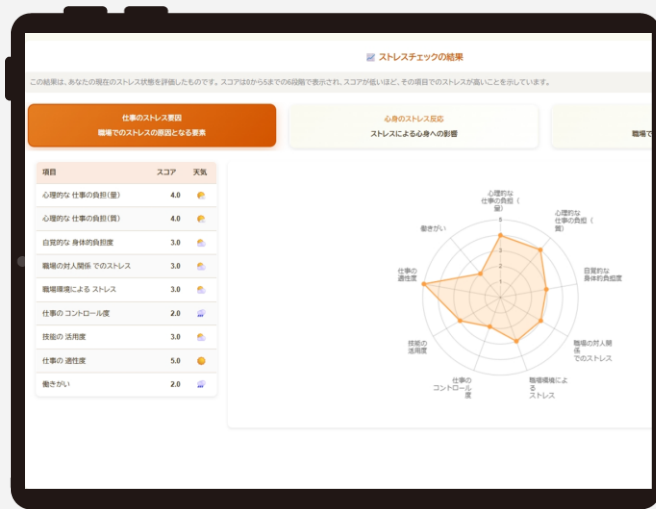 ストレスチェックの結果
この結果は、あなたの現在のストレス状態を評価したものです。スコアは0から5までの6段階で表示され、スコアが低いほど、その項目でのストレスが高いことを示しています。
仕事のストレス要因
職場でのストレスの原因となる要素
心身のストレス反応
ストレスによる心身への影響
職場で
項目 スコア 天気
心理的な 仕事の負担(量) 4.0
心理的な 仕事の負担(質) 4.0
自覚的な 身体的負担度 3.0
職場の対人関係 でのストレス 3.0
職場環境による ストレス 3.0
仕事の コントロール度 2.0
技能の 活用度 3.0
仕事の 適性度 5.0
働きがい 2.0
心理的な
仕事の負担（
量）
心理的な
仕事の負担（
質）
自覚的な
身体的負担度
職場の対人関
係
でのストレス
職場環境によ
る
ストレス
仕事の
コントロール
度
技能の
活用度
仕事の
適性度
働きがい
3
2
1